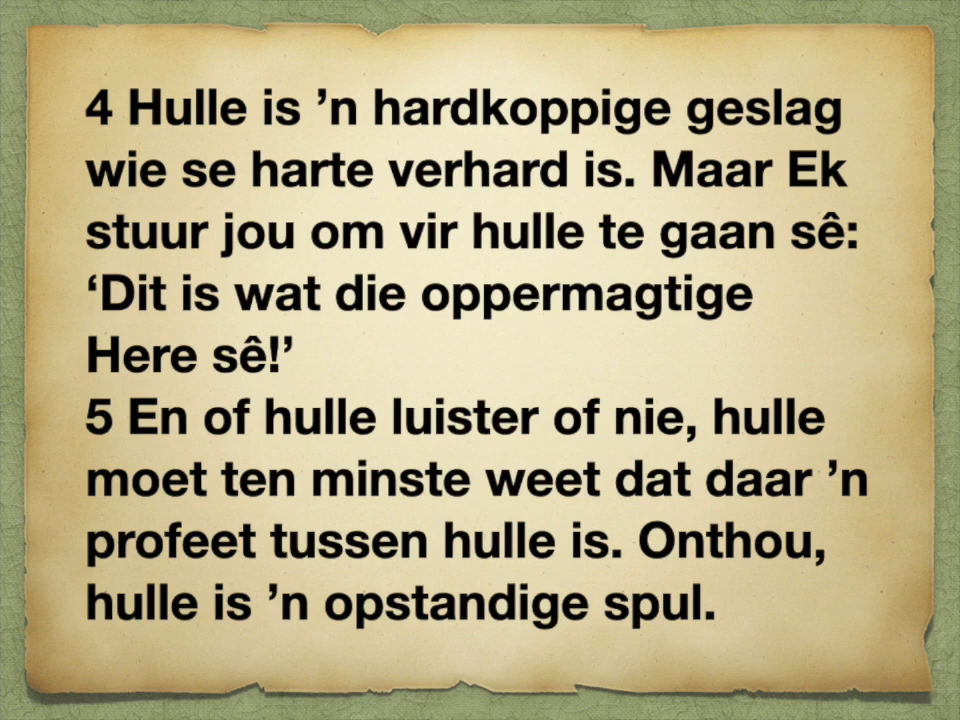 4 Hulle is ’n hardkoppige geslag
wie se harte verhard is. Maar Ek
stuur jou om vir hulle te gaan sê:
‘Dit is wat die oppermagtige
Here sê!’
5 En of hulle luister of nie, hulle
moet ten minste weet dat daar ’n
profeet tussen hulle is. Onthou,
hulle is ’n opstandige spul.